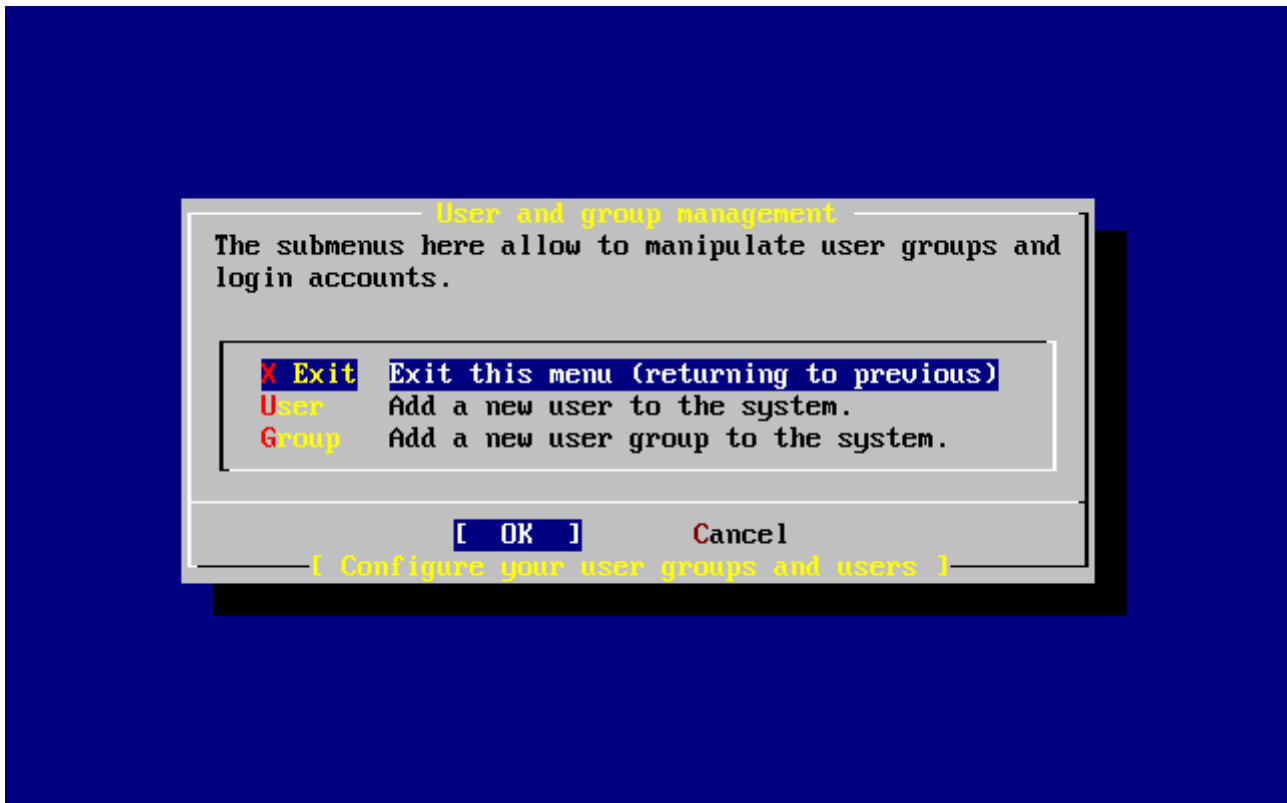 User and group management
The submenus here allow to manipulate user groups and
login accounts.
X Exit Exit this menu (returning to previous)
User Add a new user to the system.
Group Add a new user group to the system.
[ OK ] Cancel
[ Configure your user groups and users ]